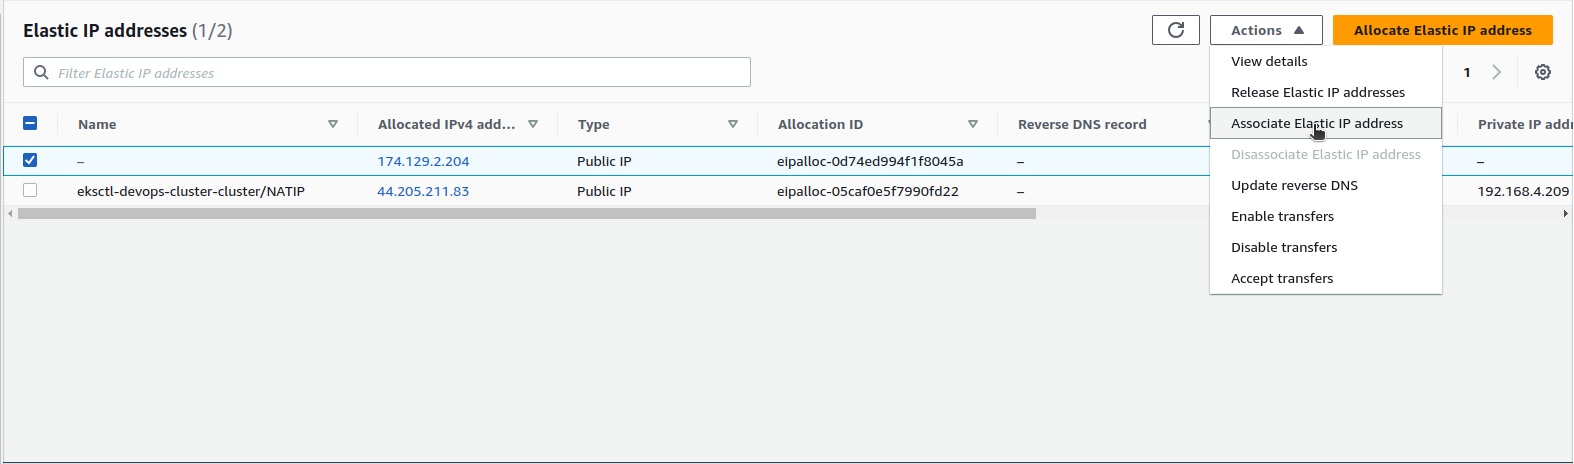 Elastic IP addresses (1/2)
Actions
Allocate Elastic IP address
Filter Elastic IP addresses
1
View details
Release Elastic IP addresses
Associate Elastic IP address
Disassociate Elastic IP address
Update reverse DNS
Enable transfers
Disable transfers
Accept transfers
Name Allocated IPv4 add... Type Allocation ID Reverse DNS record Private IP addr
– 174.129.2.204 Public IP eipalloc-0d74ed994f1f8045a – –
eksctl-devops-cluster-cluster/NATIP 44.205.211.83 Public IP eipalloc-05caf0e5f7990fd22 – 192.168.4.209